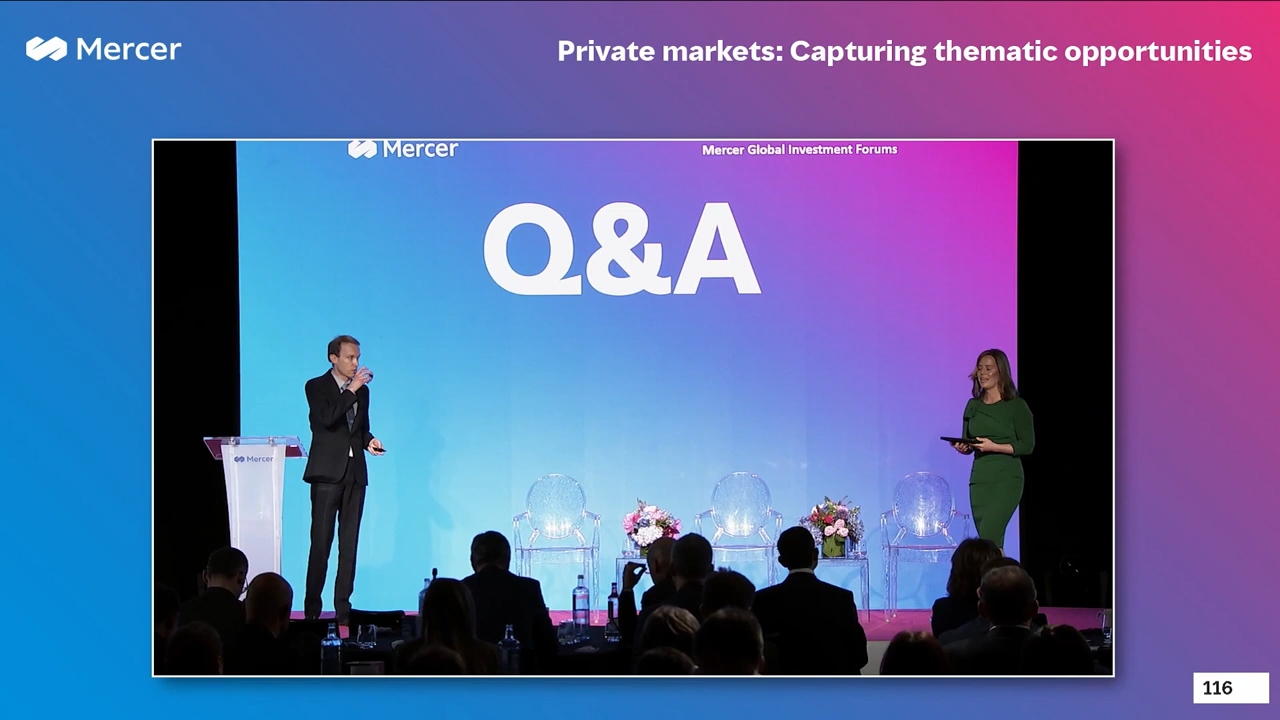 Mercer
Private markets: Capturing thematic opportunities
Mercer
Mercer Global Investment Forums
Q&A
Mercer
116